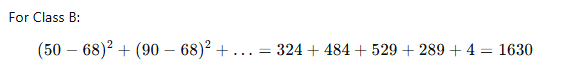 For Class B:
(50 − 68)² + (90 − 68)² + ... = 324 + 484 + 529 + 289 + 4 = 1630